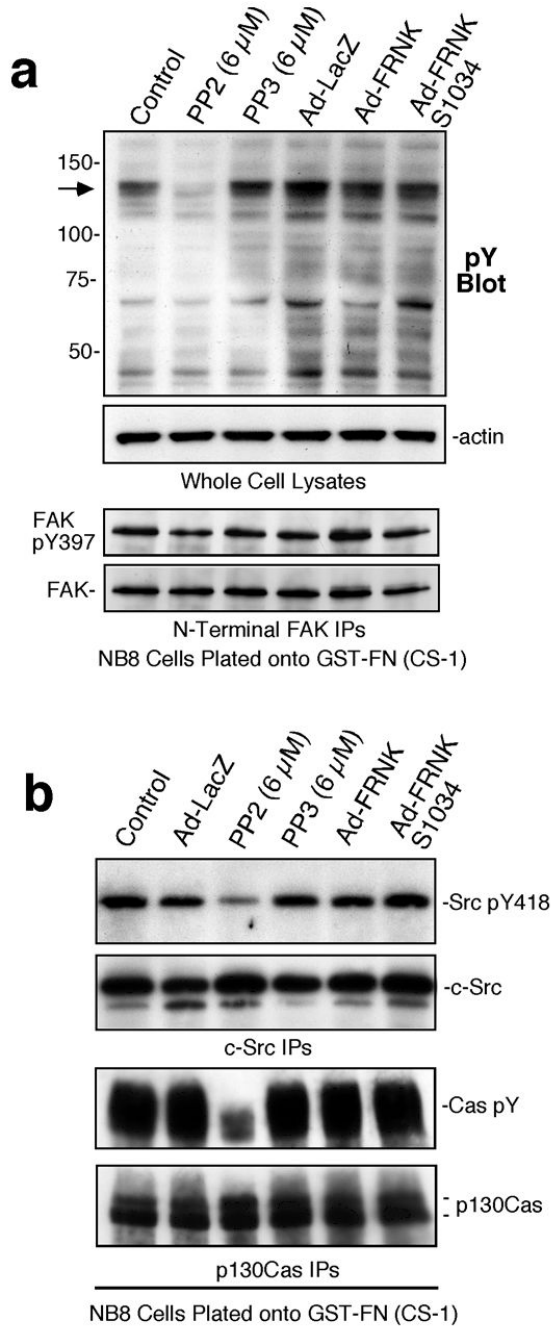 a
Control
PP2 (6 µM)
PP3 (6 µM)
Ad-LacZ
Ad-FRNK
Ad-FRNK
S1034
150-
100-
75-
50-
pY
Blot
-actin
Whole Cell Lysates
FAK
pY397
FAK-
N-Terminal FAK IPs
NB8 Cells Plated onto GST-FN (CS-1)
b
Control
Ad-LacZ
PP2 (6 µM)
PP3 (6 µM)
Ad-FRNK
Ad-FRNK
S1034
-Src pY418
-c-Src
c-Src IPs
-Cas pY
- p130Cas
-
p130Cas IPs
NB8 Cells Plated onto GST-FN (CS-1)